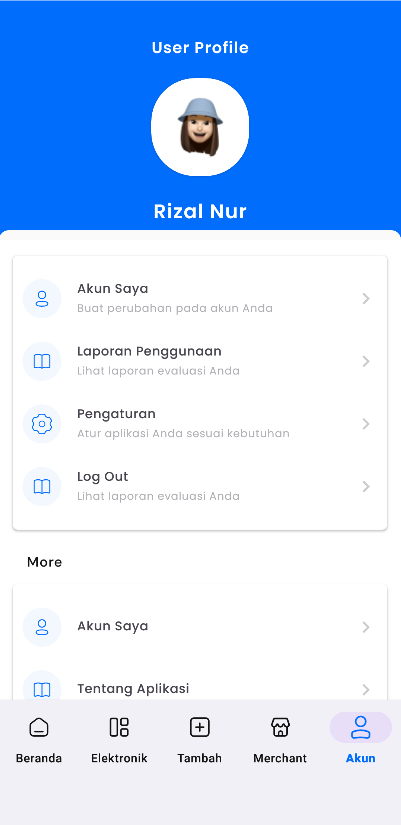 User Profile
Rizal Nur
Akun Saya
Buat perubahan pada akun Anda
Laporan Penggunaan
Lihat laporan evaluasi Anda
Pengaturan
Atur aplikasi Anda sesuai kebutuhan
Log Out
Lihat laporan evaluasi Anda
More
Akun Saya
Tentang Aplikasi
Beranda
Elektronik
Tambah
Merchant
Akun